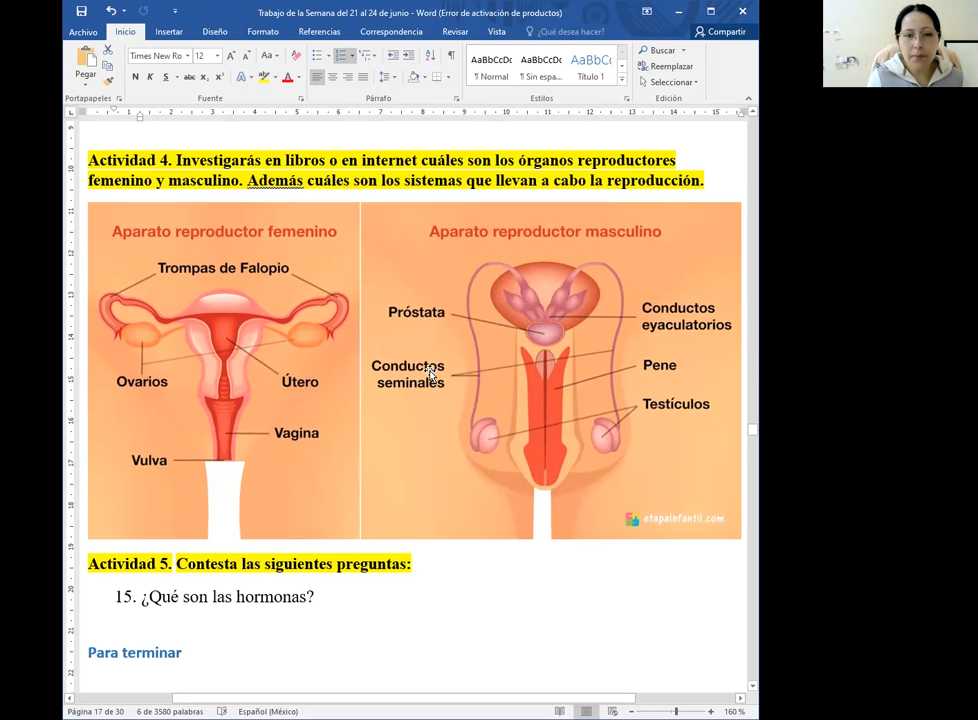 Trabajo de la Semana del 21 al 24 de junio - Word (Error de activación de productos)
Archivo Inicio Insertar Diseño Formato Referencias Correspondencia Revisar Vista ¿Qué desea hacer? Compartir
Times New Ro 12
Buscar
Reemplazar
Seleccionar
Pegar
N K S abc x₂ x²
AaBbCcDc AaBbCcDc AaBbCc
¶ Normal ¶ Sin espa... Título 1
Portapapeles Fuente Párrafo Estilos Edición
Actividad 4. Investigarás en libros o en internet cuáles son los órganos reproductores
femenino y masculino. Además cuáles son los sistemas que llevan a cabo la reproducción.
Aparato reproductor femenino
Trompas de Falopio
Ovarios
Útero
Vagina
Vulva
Aparato reproductor masculino
Próstata
Conductos
eyaculatorios
Conductos
seminales
Pene
Testículos
etapainfantil.com
Actividad 5. Contesta las siguientes preguntas:
15. ¿Qué son las hormonas?
Para terminar
Página 17 de 30 6 de 3580 palabras Español (México) 160 %